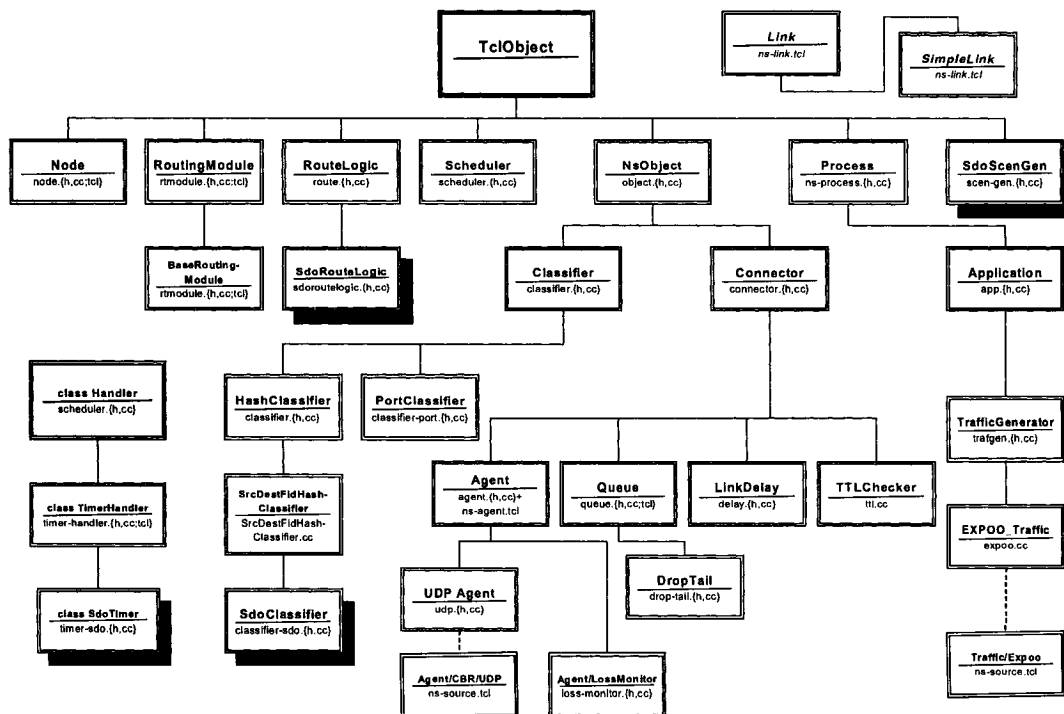 TclObject
Link
ns-link.tcl
SimpleLink
ns-link.tcl
Node
node.{h,cc;tcl}
RoutingModule
rtmodule.{h,cc;tcl}
RouteLogic
route.{h,cc}
Scheduler
scheduler.{h,cc}
NsObject
object.{h,cc}
Process
ns-process.{h,cc}
SdoScenGen
scen-gen.{h,cc}
BaseRouting-
Module
rtmodule.{h,cc;tcl}
SdoRouteLogic
sdoroutelogic.{h,cc}
Classifier
classifier.{h,cc}
Connector
connector.{h,cc}
Application
app.{h,cc}
class Handler
scheduler.{h,cc}
HashClassifier
classifier.{h,cc}
PortClassifier
classifier-port.{h,cc}
TrafficGenerator
trafgen.{h,cc}
class TimerHandler
timer-handler.{h,cc;tcl}
SrcDestFidHash-
Classifier
SrcDestFidHash-
Classifier.cc
Agent
agent.{h,cc}+
ns-agent.tcl
Queue
queue.{h,cc;tcl}
LinkDelay
delay.{h,cc}
TTLChecker
ttl.cc
EXPOO_Traffic
expoo.cc
class SdoTimer
timer-sdo.{h,cc}
SdoClassifier
classifier-sdo.{h,cc}
UDP Agent
udp.{h,cc}
DropTail
drop-tail.{h,cc}
Agent/CBR/UDP
ns-source.tcl
Agent/LossMonitor
loss-monitor.{h,cc}
Traffic/Expoo
ns-source.tcl